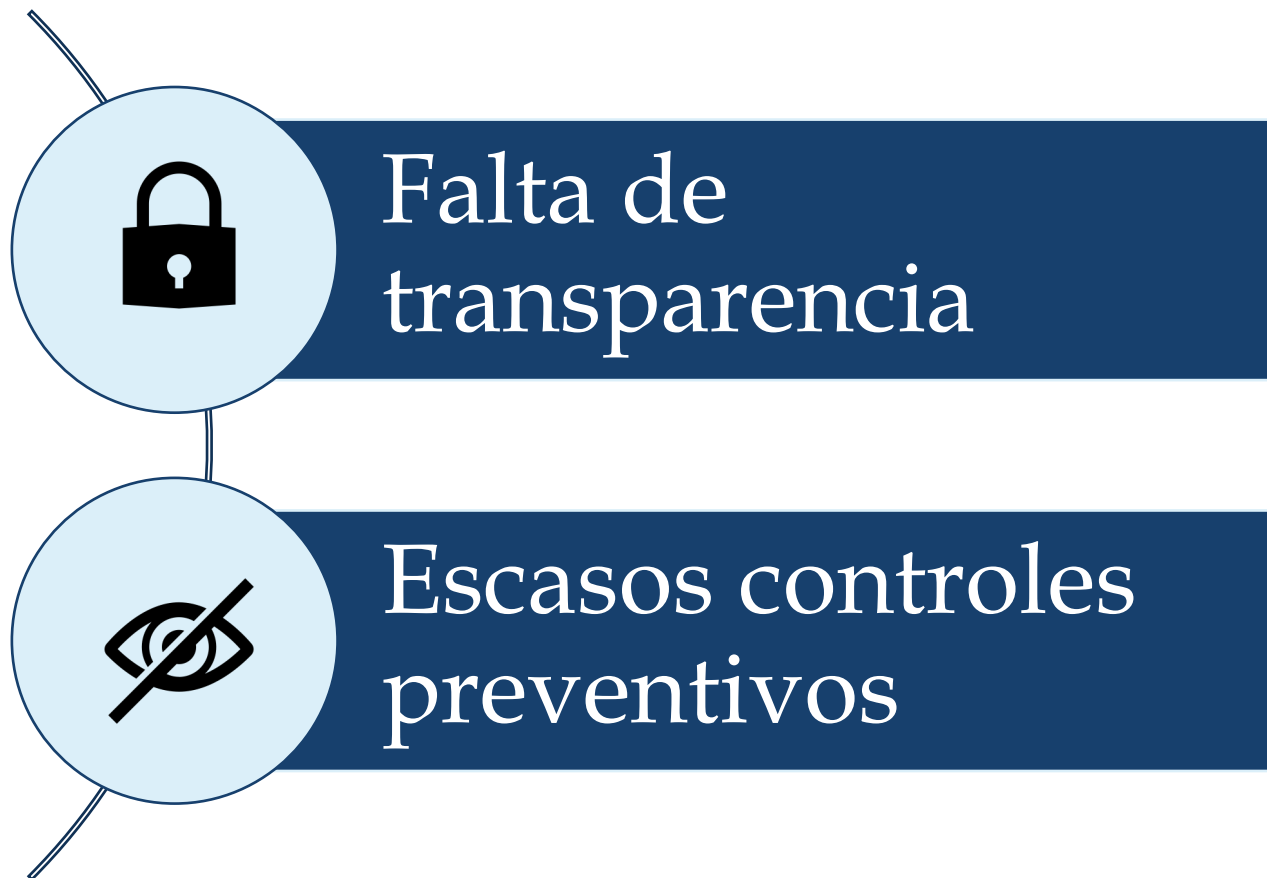 Falta de
transparencia
Escasos controles
preventivos